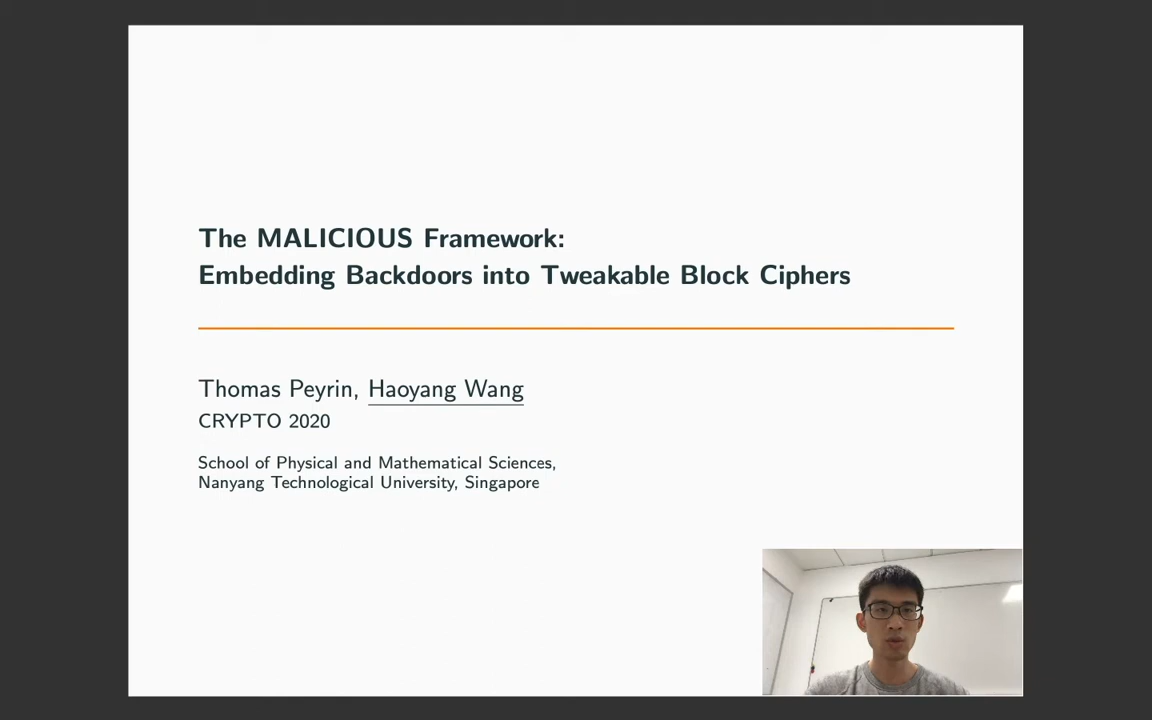 The MALICIOUS Framework:
Embedding Backdoors into Tweakable Block Ciphers
Thomas Peyrin, Haoyang Wang
CRYPTO 2020
School of Physical and Mathematical Sciences,
Nanyang Technological University, Singapore